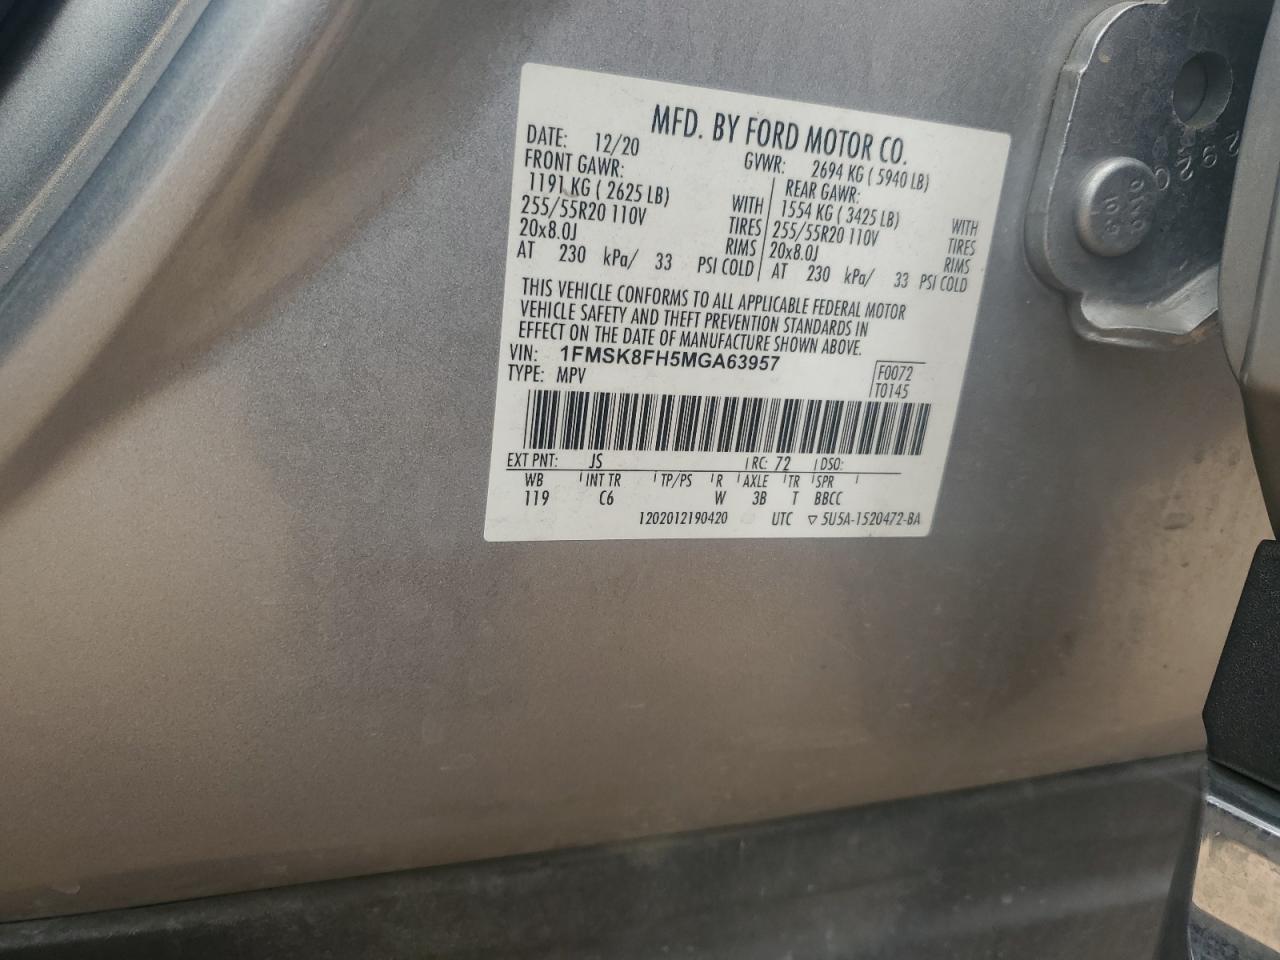 MFD. BY FORD MOTOR CO.
DATE: 12/20 GVWR: 2694 KG ( 5940 LB)
FRONT GAWR: REAR GAWR:
1191 KG ( 2625 LB) WITH 1554 KG ( 3425 LB) WITH
255/55R20 110V TIRES 255/55R20 110V TIRES
20x8.0J RIMS 20x8.0J RIMS
AT 230 kPa/ 33 PSI COLD AT 230 kPa/ 33 PSI COLD
THIS VEHICLE CONFORMS TO ALL APPLICABLE FEDERAL MOTOR
VEHICLE SAFETY AND THEFT PREVENTION STANDARDS IN
EFFECT ON THE DATE OF MANUFACTURE SHOWN ABOVE.
VIN: 1FMSK8FH5MGA63957 F0072
TYPE: MPV T0145
EXT PNT: JS RC: 72 DSO:
WB INT TR TP/PS R AXLE TR SPR
119 C6 W 3B T BBCC
1202012190420 UTC ▽ 5U5A-1520472-BA